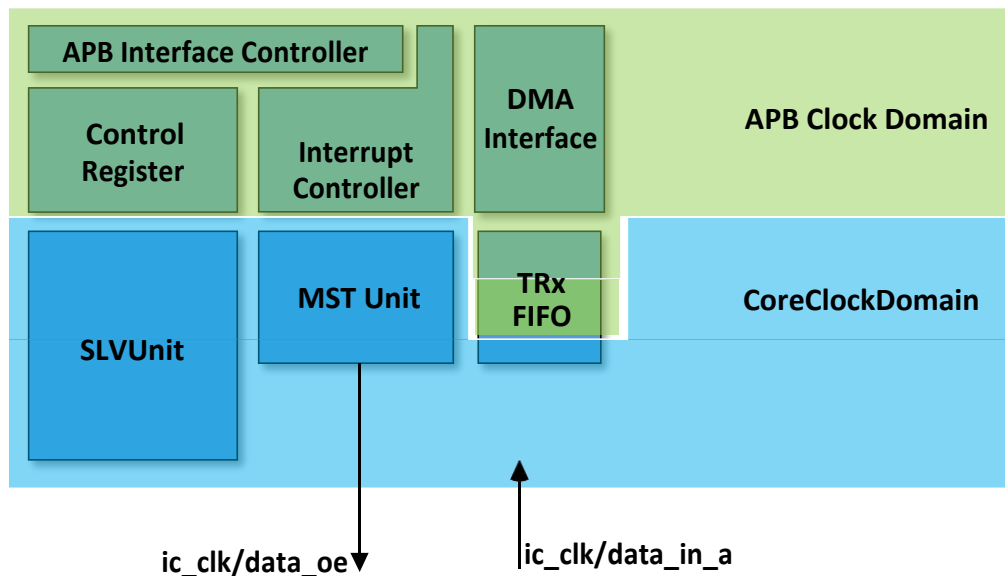 APB Interface Controller
Control
Register
Interrupt
Controller
DMA
Interface
APB Clock Domain
SLVUnit
MST Unit
TRx
FIFO
CoreClockDomain
ic_clk/data_oe
ic_clk/data_in_a